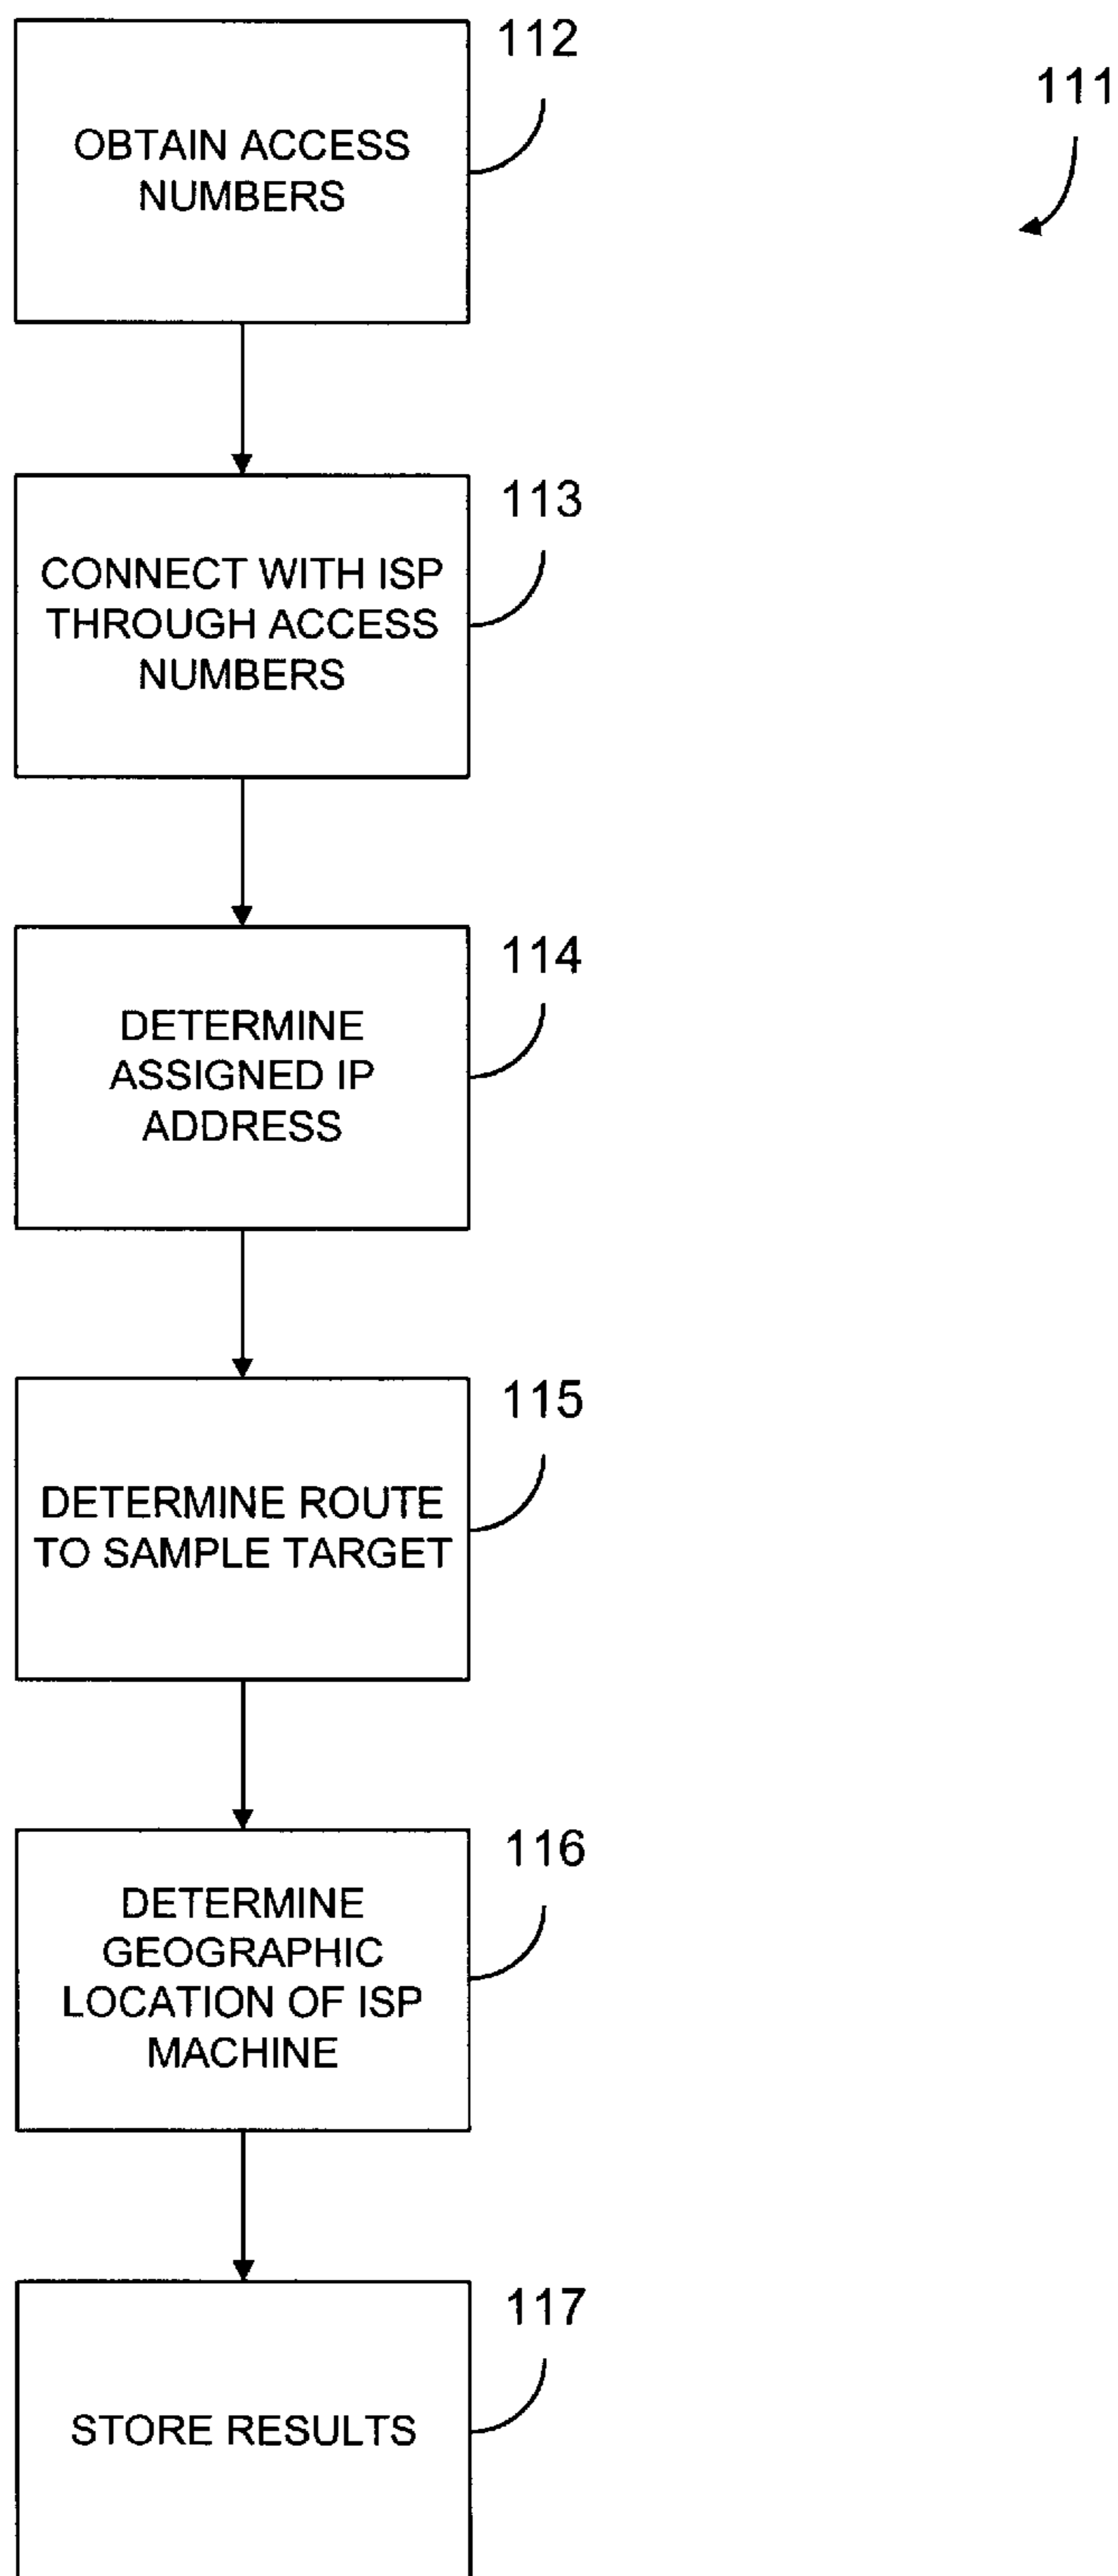 112
111
OBTAIN ACCESS
NUMBERS
113
CONNECT WITH ISP
THROUGH ACCESS
NUMBERS
114
DETERMINE
ASSIGNED IP
ADDRESS
115
DETERMINE ROUTE
TO SAMPLE TARGET
116
DETERMINE
GEOGRAPHIC
LOCATION OF ISP
MACHINE
117
STORE RESULTS